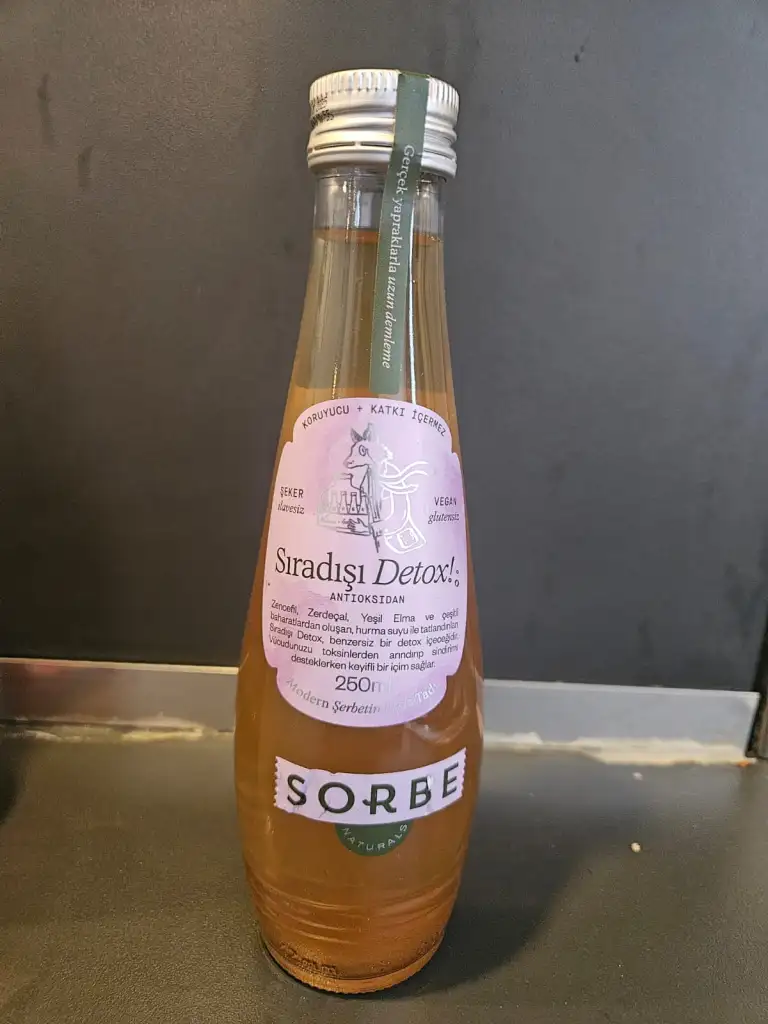 Gerçek yapraklarla uzun demleme
KORUYUCU + KATKI İÇERMEZ
ŞEKER
ilavesiz
VEGAN
glutensiz
Sıradışı Detox!
ANTIOKSIDAN
Zencefil, Zerdeçal, Yeşil Elma ve çeşitli
baharatlardan oluşan, hurma suyu ile tatlandırılan
Sıradışı Detox, benzersiz bir detox içeceğidir.
Vücudunuzu toksinlerden arındırıp sindirimi
desteklerken keyifli bir içim sağlar.
250ml
Modern Şerbetin
SORBE
NATURALS